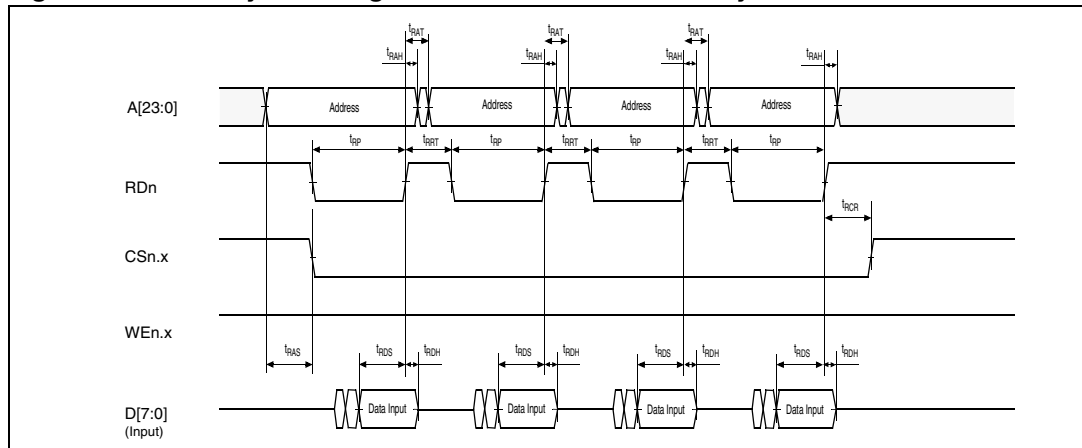 tRAT tRAT tRAT
tRAH tRAH tRAH tRAH
A[23:0] Address Address Address Address
tRP tRRT tRP tRRT tRP tRRT tRP
RDn
tRCR
CSn.x
WEn.x
tRAS tRDS tRDH tRDS tRDH tRDS tRDH tRDS tRDH
D[7:0] Data Input Data Input Data Input Data Input
(Input)